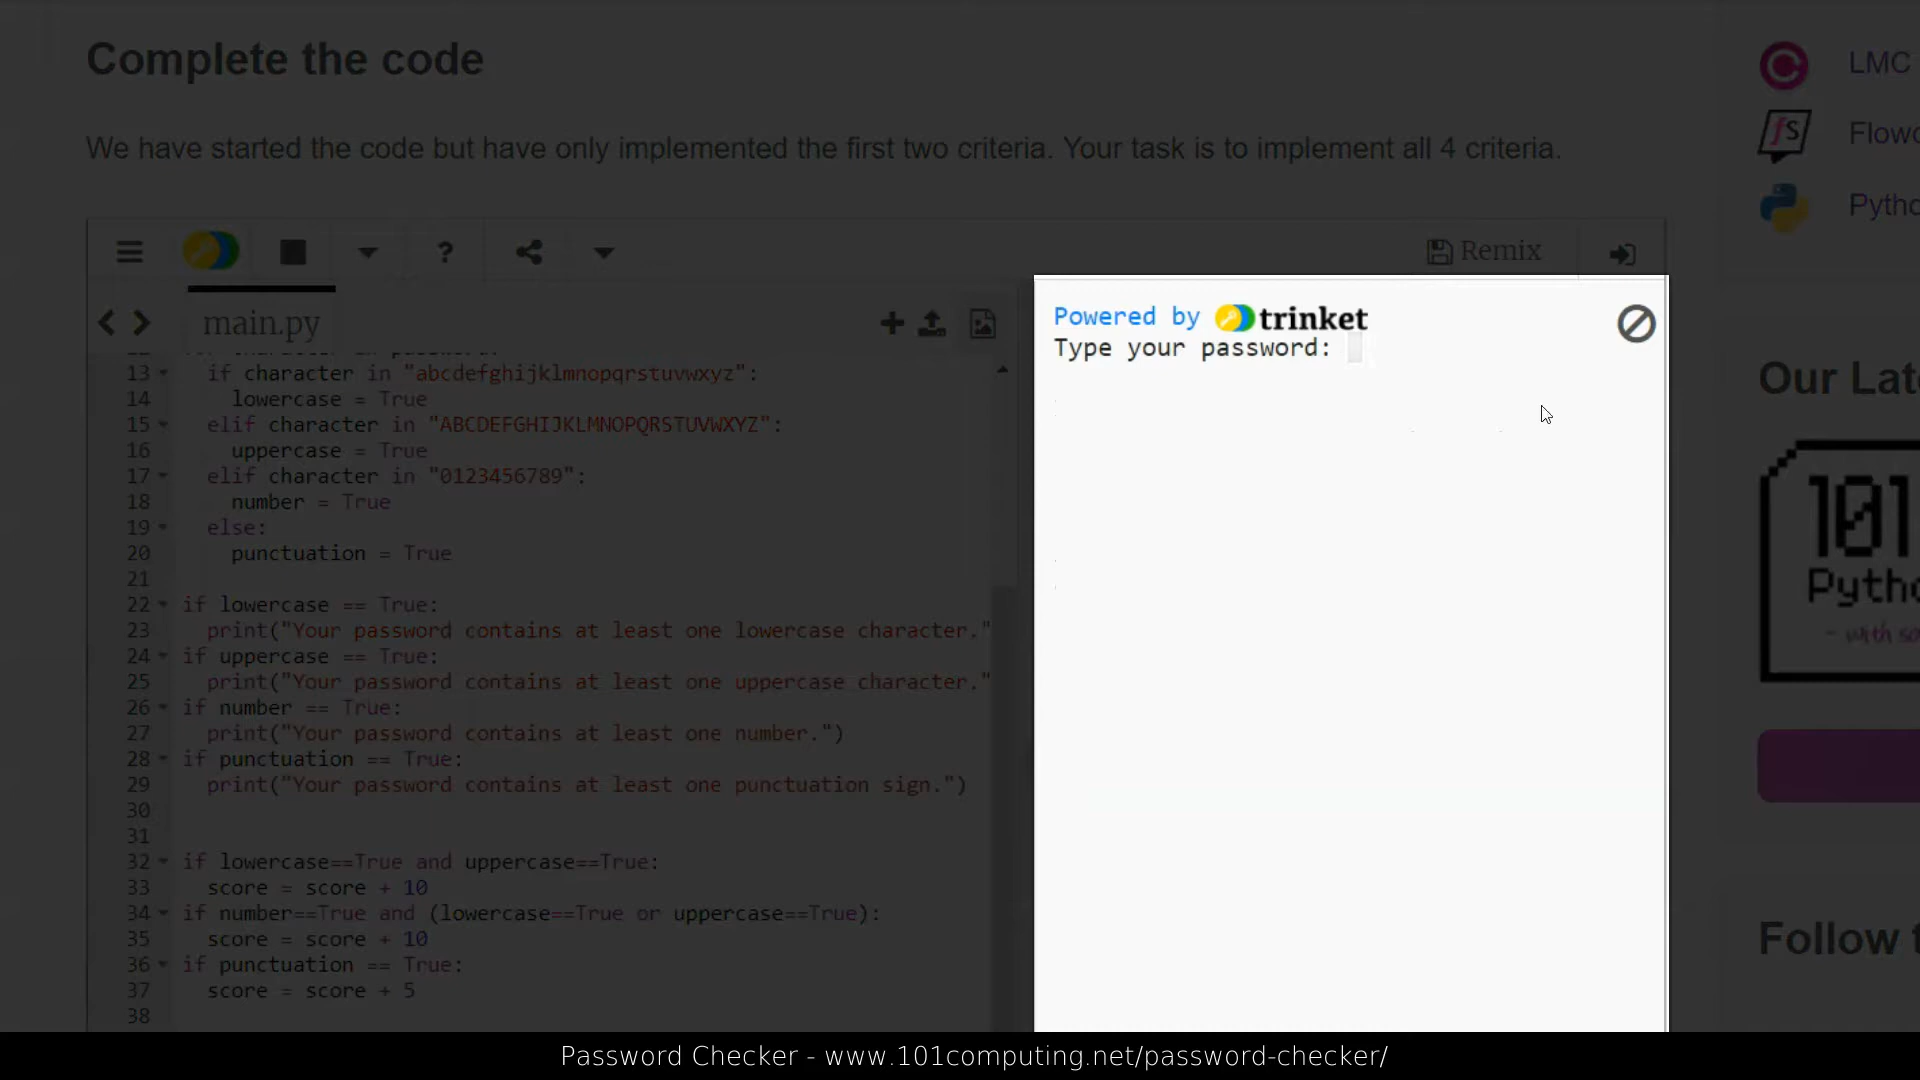 Complete the code
We have started the code but have only implemented the first two criteria. Your task is to implement all 4 criteria.
LMC
Python
? Remix
main.py
Powered by trinket
Type your password:
13 if character in "abcdefghijklmnopqrstuvwxyz":
14 lowercase = True
15 elif character in "ABCDEFGHIJKLMNOPQRSTUVWXYZ":
16 uppercase = True
17 elif character in "0123456789":
18 number = True
19 else:
20 punctuation = True
21
22 if lowercase == True:
23 print("Your password contains at least one lowercase character."
24 if uppercase == True:
25 print("Your password contains at least one uppercase character."
26 if number == True:
27 print("Your password contains at least one number.")
28 if punctuation == True:
29 print("Your password contains at least one punctuation sign.")
30
31
32 if lowercase==True and uppercase==True:
33 score = score + 10
34 if number==True and (lowercase==True or uppercase==True):
35 score = score + 10
36 if punctuation == True:
37 score = score + 5
38
Our
101
Follow
Password Checker - www.101computing.net/password-checker/